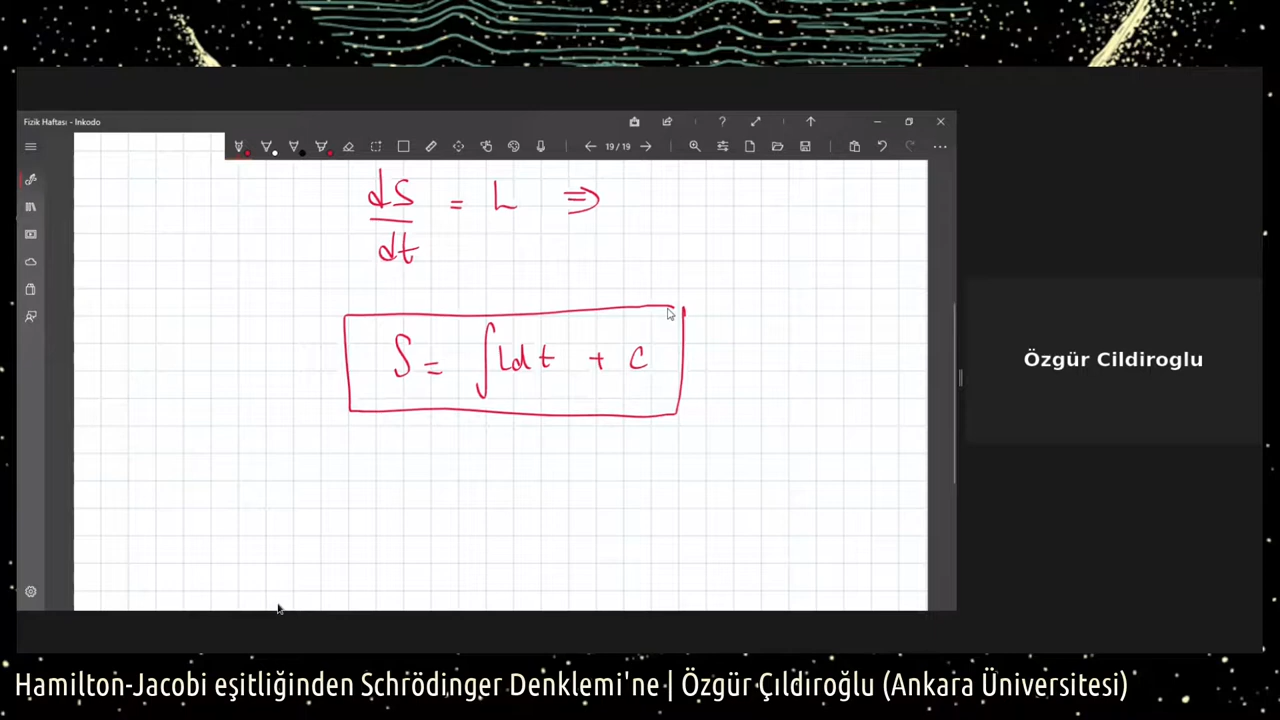 Fizik Haftası - Inkodo
19 / 19
dS/dt = L ⇒
S = ∫Ldt + C
Özgür Cildiroglu
Hamilton-Jacobi eşitliğinden Schrödinger Denklemi'ne | Özgür Çıldıroğlu (Ankara Üniversitesi)